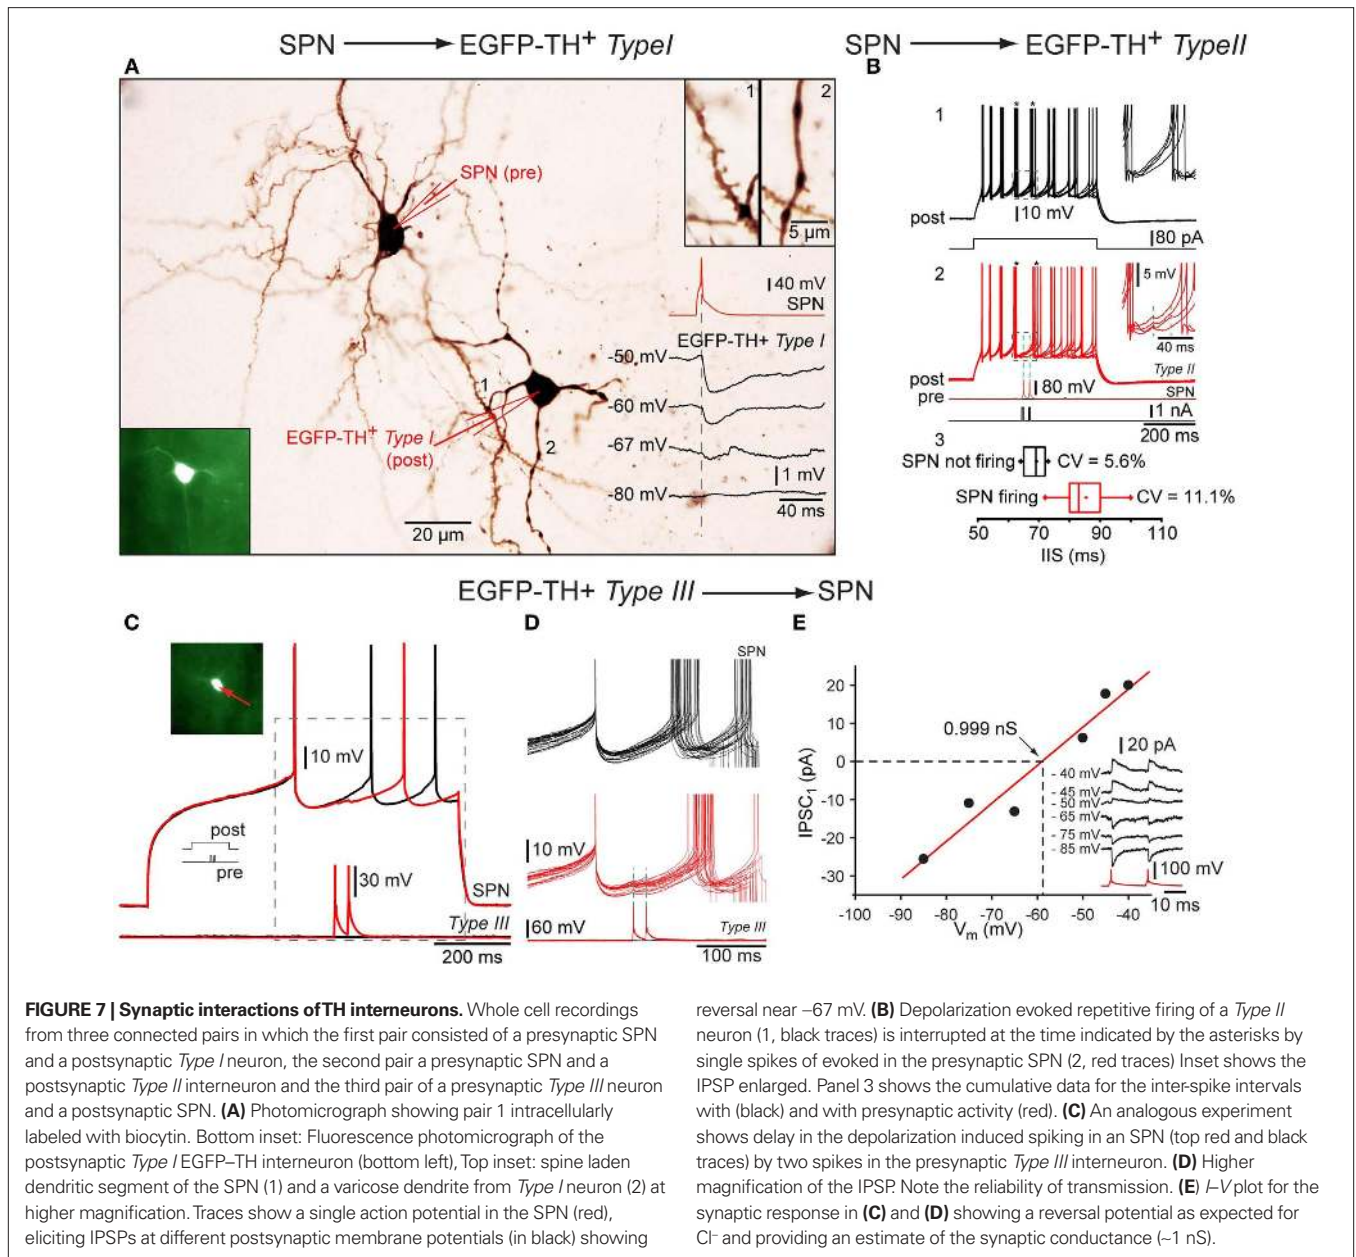 SPN → EGFP-TH+ TypeI
SPN → EGFP-TH+ TypeII
A
SPN (pre)
1
2
5 µm
40 mV
SPN
EGFP-TH+ Type I
-50 mV
-60 mV
-67 mV
-80 mV
1 mV
40 ms
1
2
EGFP-TH+ Type I
(post)
20 µm
B
1
* *
post
10 mV
80 pA
2
* *
5 mV
40 ms
Type II
post
pre
80 mV
SPN
1 nA
200 ms
3
SPN not firing
CV = 5.6%
SPN firing
CV = 11.1%
50 70 90 110
IIS (ms)
EGFP-TH+ Type III → SPN
C
10 mV
post
pre
30 mV
SPN
Type III
200 ms
D
SPN
10 mV
60 mV
Type III
100 ms
E
20
10
0
-10
-20
-30
IPSC1 (pA)
0.999 nS
20 pA
- 40 mV
- 45 mV
- 50 mV
- 65 mV
- 75 mV
- 85 mV
100 mV
10 ms
-100 -90 -80 -70 -60 -50 -40
Vm (mV)
FIGURE 7 | Synaptic interactions of TH interneurons. Whole cell recordings
from three connected pairs in which the first pair consisted of a presynaptic SPN
and a postsynaptic Type I neuron, the second pair a presynaptic SPN and a
postsynaptic Type II interneuron and the third pair of a presynaptic Type III neuron
and a postsynaptic SPN. (A) Photomicrograph showing pair 1 intracellularly
labeled with biocytin. Bottom inset: Fluorescence photomicrograph of the
postsynaptic Type I EGFP–TH interneuron (bottom left), Top inset: spine laden
dendritic segment of the SPN (1) and a varicose dendrite from Type I neuron (2) at
higher magnification. Traces show a single action potential in the SPN (red),
eliciting IPSPs at different postsynaptic membrane potentials (in black) showing
reversal near –67 mV. (B) Depolarization evoked repetitive firing of a Type II
neuron (1, black traces) is interrupted at the time indicated by the asterisks by
single spikes of evoked in the presynaptic SPN (2, red traces) Inset shows the
IPSP enlarged. Panel 3 shows the cumulative data for the inter-spike intervals
with (black) and with presynaptic activity (red). (C) An analogous experiment
shows delay in the depolarization induced spiking in an SPN (top red and black
traces) by two spikes in the presynaptic Type III interneuron. (D) Higher
magnification of the IPSP. Note the reliability of transmission. (E) I–V plot for the
synaptic response in (C) and (D) showing a reversal potential as expected for
Cl⁻ and providing an estimate of the synaptic conductance (~1 nS).